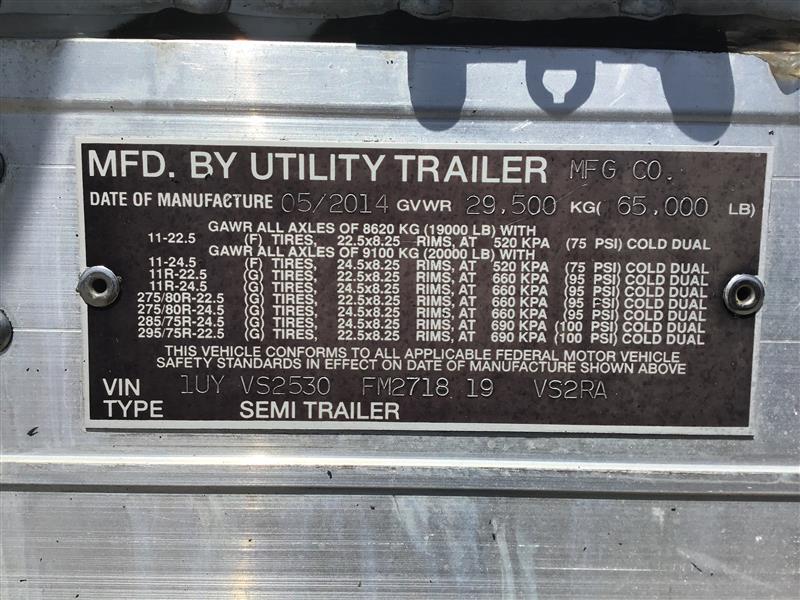 MFD. BY UTILITY TRAILER MFG CO.
DATE OF MANUFACTURE 05/2014 GVWR 29,500 KG( 65,000 LB)
GAWR ALL AXLES OF 8620 KG (19000 LB) WITH
11-22.5 (F) TIRES, 22.5x8.25 RIMS, AT 520 KPA (75 PSI) COLD DUAL
GAWR ALL AXLES OF 9100 KG (20000 LB) WITH
11-24.5 (F) TIRES, 24.5x8.25 RIMS, AT 520 KPA (75 PSI) COLD DUAL
11R-22.5 (G) TIRES, 22.5x8.25 RIMS, AT 660 KPA (95 PSI) COLD DUAL
11R-24.5 (G) TIRES, 24.5x8.25 RIMS, AT 660 KPA (95 PSI) COLD DUAL
275/80R-22.5 (G) TIRES, 22.5x8.25 RIMS, AT 660 KPA (95 PSI) COLD DUAL
275/80R-24.5 (G) TIRES, 24.5x8.25 RIMS, AT 660 KPA (95 PSI) COLD DUAL
285/75R-24.5 (G) TIRES, 24.5x8.25 RIMS, AT 690 KPA (100 PSI) COLD DUAL
295/75R-22.5 (G) TIRES, 22.5x8.25 RIMS, AT 690 KPA (100 PSI) COLD DUAL
THIS VEHICLE CONFORMS TO ALL APPLICABLE FEDERAL MOTOR VEHICLE
SAFETY STANDARDS IN EFFECT ON DATE OF MANUFACTURE SHOWN ABOVE
VIN 1UY VS2530 FM2718 19 VS2RA
TYPE SEMI TRAILER